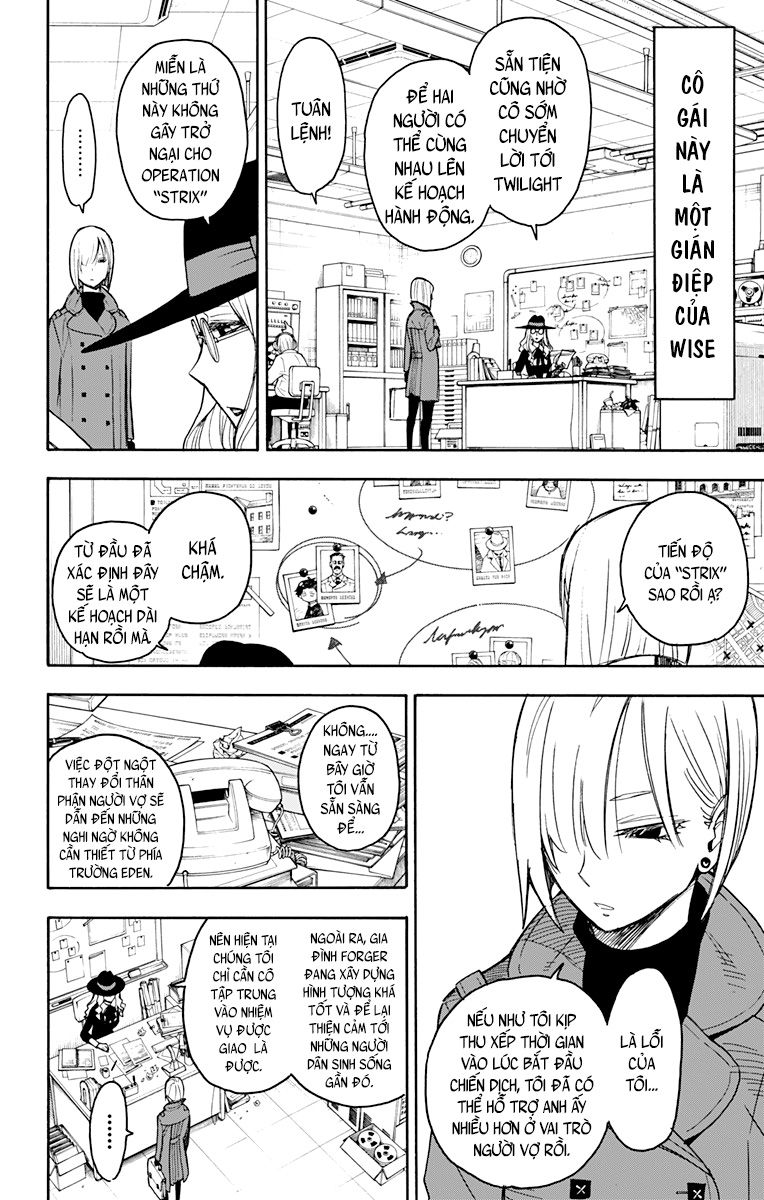 CÔ
GÁI
NÀY
LÀ
MỘT
GIÁN
ĐIỆP
CỦA
WISE
SẴN TIỆN
CŨNG NHỜ
CÔ SỚM
CHUYỂN
LỜI TỚI
TWILIGHT
ĐỂ HAI
NGƯỜI CÓ
THỂ CÙNG
NHAU LÊN
KẾ HOẠCH
HÀNH ĐỘNG.
TUÂN
LỆNH!
MIỄN LÀ
NHỮNG THỨ
NÀY KHÔNG
GÂY TRỞ
NGẠI CHO
OPERATION
“STRIX”
........
TIẾN ĐỘ
CỦA “STRIX”
SAO RỒI Ạ?
KHÁ
CHẬM.
TỪ ĐẦU ĐÃ
XÁC ĐỊNH ĐÂY
SẼ LÀ MỘT
KẾ HOẠCH DÀI
HẠN RỒI MÀ.
LÀ LỖI
CỦA
TÔI...
NẾU NHƯ TÔI KỊP
THU XẾP THỜI GIAN
VÀO LÚC BẮT ĐẦU
CHIẾN DỊCH, TÔI ĐÃ CÓ
THỂ HỖ TRỢ ANH ẤY
NHIỀU HƠN Ở VAI TRÒ
NGƯỜI VỢ RỒI.
KHÔNG....
NGAY TỪ
BÂY GIỜ
TÔI VẪN
SẴN SÀNG
ĐỂ...
VIỆC ĐỘT NGỘT
THAY ĐỔI THÂN
PHẬN NGƯỜI VỢ SẼ
DẪN ĐẾN NHỮNG
NGHI NGỜ KHÔNG
CẦN THIẾT TỪ PHÍA
TRƯỜNG EDEN.
NGOÀI RA, GIA
ĐÌNH FORGER
ĐANG XÂY DỰNG
HÌNH TƯỢNG KHÁ
TỐT VÀ ĐỂ LẠI
THIỆN CẢM TỚI
NHỮNG NGƯỜI
DÂN SINH SỐNG
GẦN ĐÓ.
NÊN HIỆN TẠI
CHÚNG TÔI
CHỈ CẦN CÔ
TẬP TRUNG
VÀO NHIỆM
VỤ ĐƯỢC
GIAO LÀ
ĐƯỢC.
......